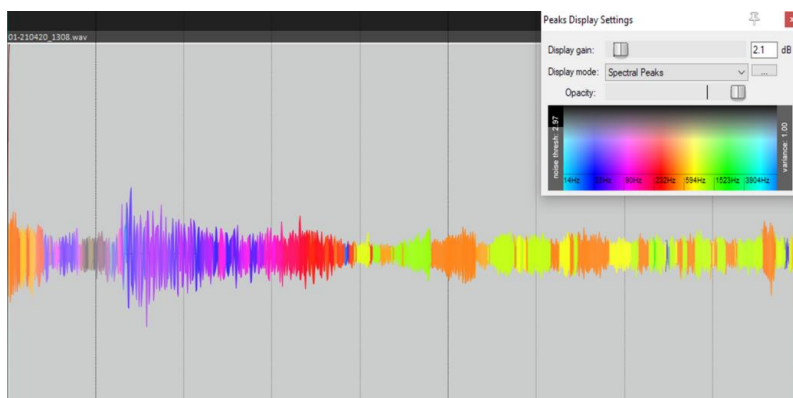 01-210420_1308.wav
Peaks Display Settings
Display gain: 2.1 dB
Display mode: Spectral Peaks ...
Opacity:
noise thresh: 2.97
14Hz 90Hz 232Hz 594Hz 1523Hz 3904Hz
variance: 1.00